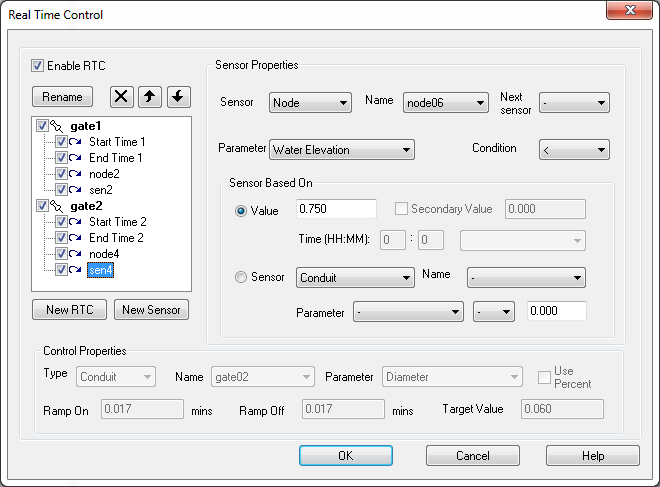 Real Time Control
Enable RTC
Rename
gate1
Start Time 1
End Time 1
node2
sen2
gate2
Start Time 2
End Time 2
node4
sen4
New RTC New Sensor
Sensor Properties
Sensor Node Name node06 Next sensor -
Parameter Water Elevation Condition <
Sensor Based On
Value 0.750 Secondary Value 0.000
Time (HH:MM): 0 : 0
Sensor Conduit Name -
Parameter - - 0.000
Control Properties
Type Conduit Name gate02 Parameter Diameter Use Percent
Ramp On 0.017 mins Ramp Off 0.017 mins Target Value 0.060
OK Cancel Help